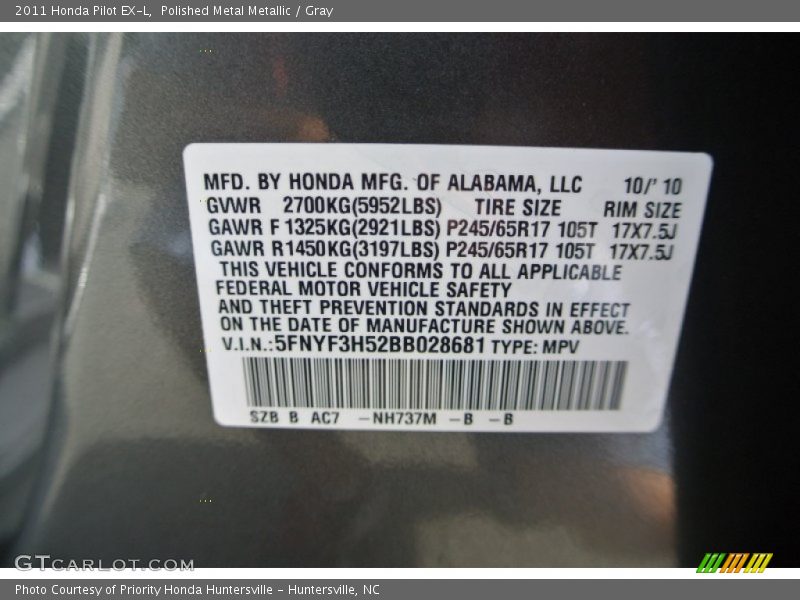 2011 Honda Pilot EX-L, Polished Metal Metallic / Gray
MFD. BY HONDA MFG. OF ALABAMA, LLC 10/'10
GVWR 2700KG(5952LBS) TIRE SIZE RIM SIZE
GAWR F 1325KG(2921LBS) P245/65R17 105T 17X7.5J
GAWR R1450KG(3197LBS) P245/65R17 105T 17X7.5J
THIS VEHICLE CONFORMS TO ALL APPLICABLE
FEDERAL MOTOR VEHICLE SAFETY
AND THEFT PREVENTION STANDARDS IN EFFECT
ON THE DATE OF MANUFACTURE SHOWN ABOVE.
V.I.N.:5FNYF3H52BB028681 TYPE: MPV
SZB B AC7 -NH737M -B -B
GTCARLOT.COM
Photo Courtesy of Priority Honda Huntersville - Huntersville, NC